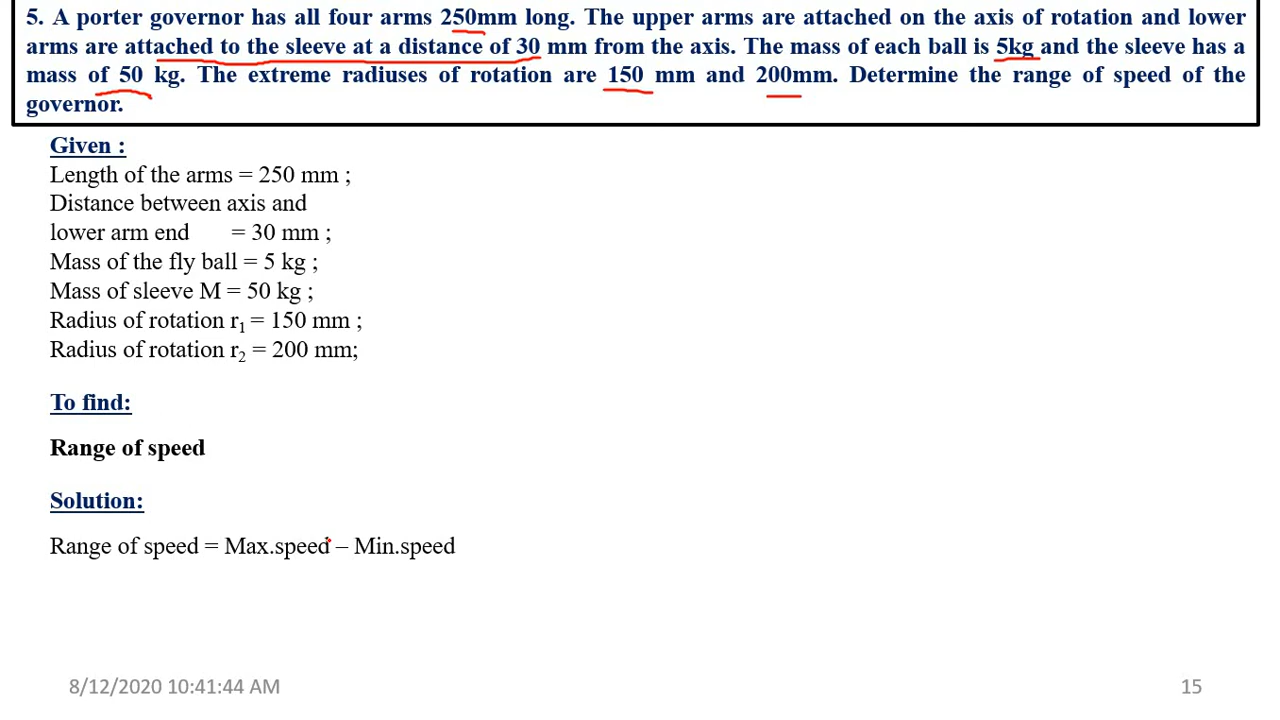 5. A porter governor has all four arms 250mm long. The upper arms are attached on the axis of rotation and lower
arms are attached to the sleeve at a distance of 30 mm from the axis. The mass of each ball is 5kg and the sleeve has a
mass of 50 kg. The extreme radiuses of rotation are 150 mm and 200mm. Determine the range of speed of the
governor.
Given :
Length of the arms = 250 mm ;
Distance between axis and
lower arm end = 30 mm ;
Mass of the fly ball = 5 kg ;
Mass of sleeve M = 50 kg ;
Radius of rotation r₁ = 150 mm ;
Radius of rotation r₂ = 200 mm;
To find:
Range of speed
Solution:
Range of speed = Max.speed – Min.speed
8/12/2020 10:41:44 AM
15